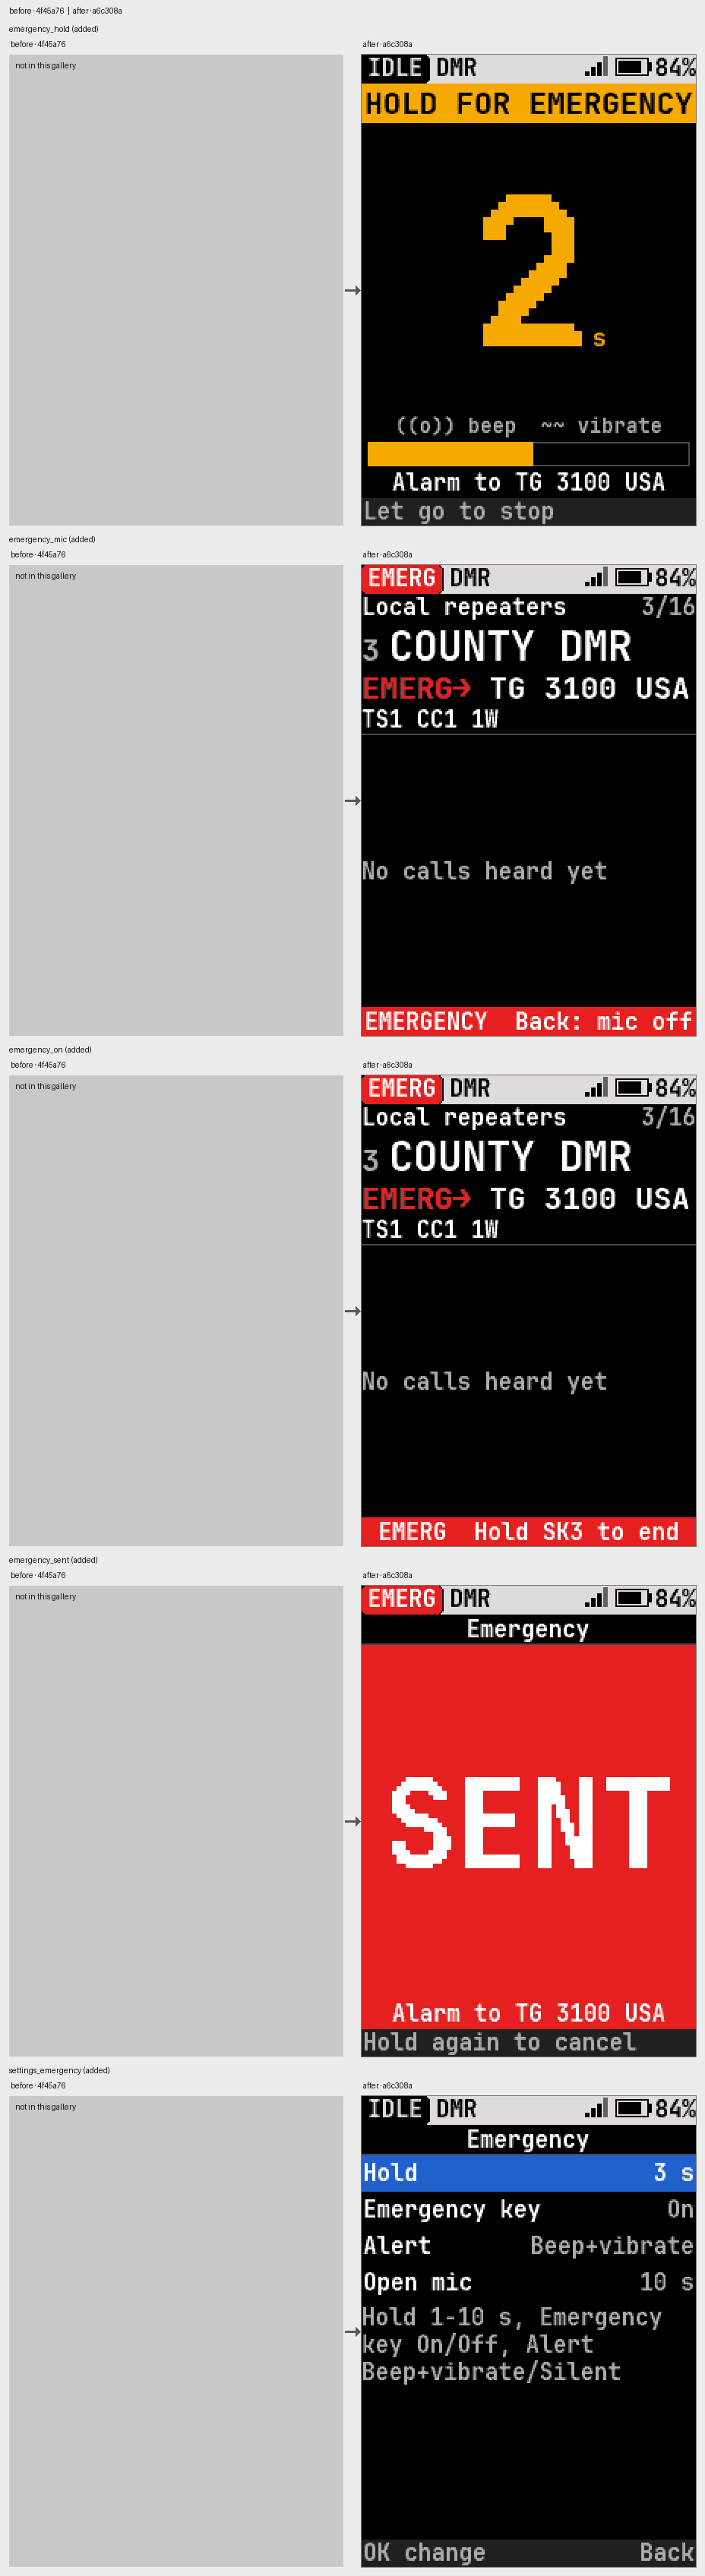 before · 4f45a76 | after · a6c308a
emergency_hold (added)
before · 4f45a76
after · a6c308a
not in this gallery
IDLE DMR 84%
HOLD FOR EMERGENCY
2 s
((o)) beep ~~ vibrate
Alarm to TG 3100 USA
Let go to stop
emergency_mic (added)
before · 4f45a76
after · a6c308a
not in this gallery
EMERG DMR 84%
Local repeaters 3/16
3 COUNTY DMR
EMERG→ TG 3100 USA
TS1 CC1 1W
No calls heard yet
EMERGENCY Back: mic off
emergency_on (added)
before · 4f45a76
after · a6c308a
not in this gallery
EMERG DMR 84%
Local repeaters 3/16
3 COUNTY DMR
EMERG→ TG 3100 USA
TS1 CC1 1W
No calls heard yet
EMERG Hold SK3 to end
emergency_sent (added)
before · 4f45a76
after · a6c308a
not in this gallery
EMERG DMR 84%
Emergency
SENT
Alarm to TG 3100 USA
Hold again to cancel
settings_emergency (added)
before · 4f45a76
after · a6c308a
not in this gallery
IDLE DMR 84%
Emergency
Hold 3 s
Emergency key On
Alert Beep+vibrate
Open mic 10 s
Hold 1-10 s, Emergency
key On/Off, Alert
Beep+vibrate/Silent
OK change Back